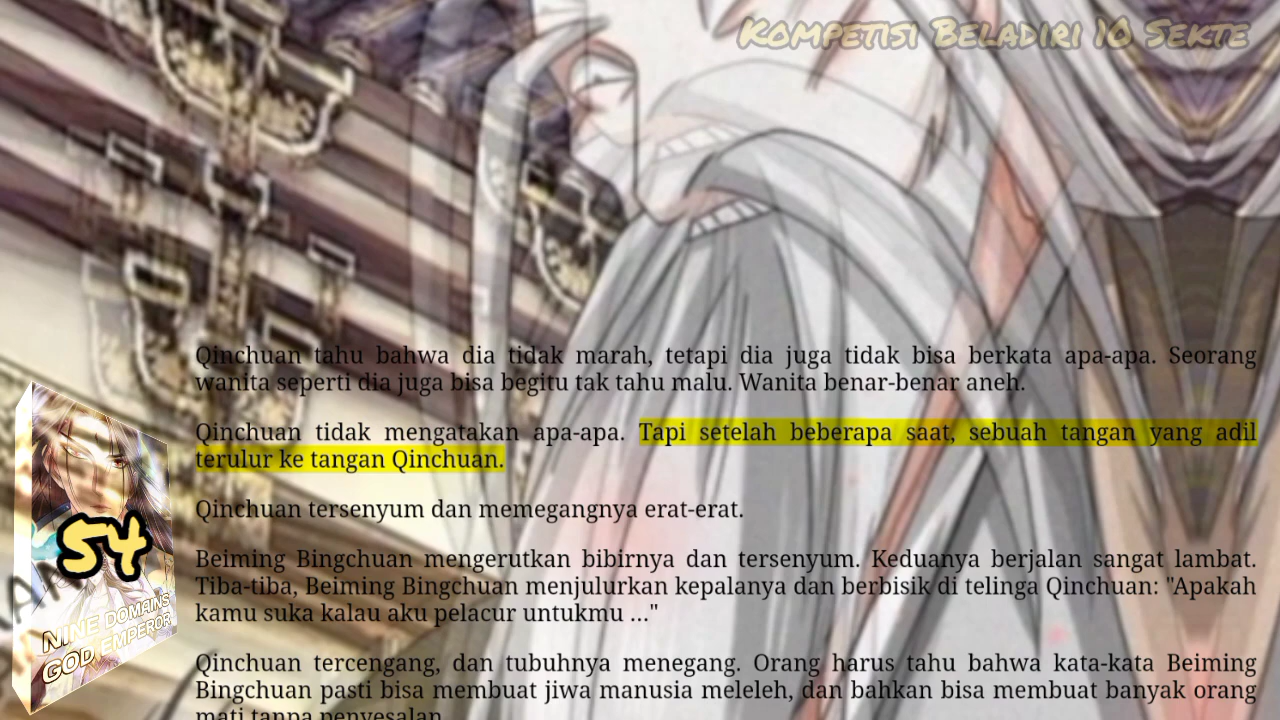 Kompetisi Beladiri 10 Sekte
Qinchuan tahu bahwa dia tidak marah, tetapi dia juga tidak bisa berkata apa-apa. Seorang
wanita seperti dia juga bisa begitu tak tahu malu. Wanita benar-benar aneh.
Qinchuan tidak mengatakan apa-apa. Tapi setelah beberapa saat, sebuah tangan yang adil
terulur ke tangan Qinchuan.
Qinchuan tersenyum dan memegangnya erat-erat.
Beiming Bingchuan mengerutkan bibirnya dan tersenyum. Keduanya berjalan sangat lambat.
Tiba-tiba, Beiming Bingchuan menjulurkan kepalanya dan berbisik di telinga Qinchuan: "Apakah
kamu suka kalau aku pelacur untukmu ..."
Qinchuan tercengang, dan tubuhnya menegang. Orang harus tahu bahwa kata-kata Beiming
Bingchuan pasti bisa membuat jiwa manusia meleleh, dan bahkan bisa membuat banyak orang
mati tanpa penyesalan.
54
NINE DOMAINS
GOD EMPEROR